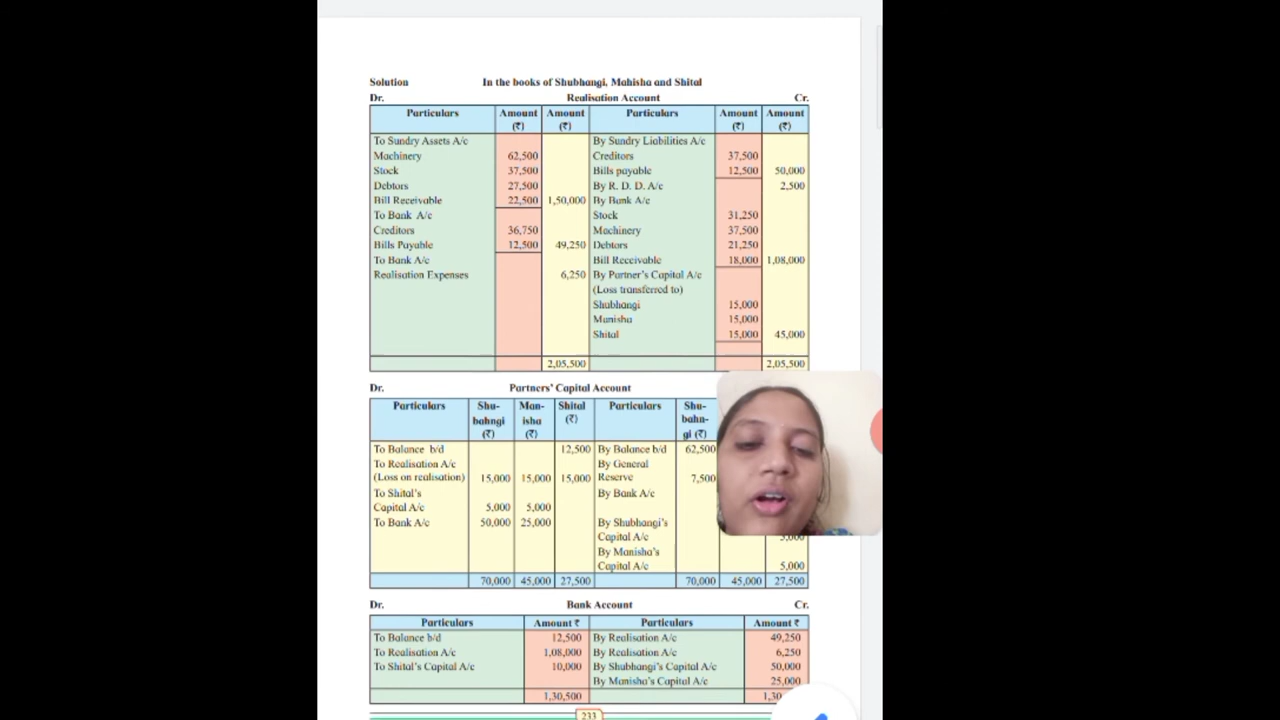 Solution In the books of Shubhangi, Mahisha and Shital
Dr. Realisation Account Cr.
Particulars Amount (₹) Amount (₹) Particulars Amount (₹) Amount (₹)
To Sundry Assets A/c By Sundry Liabilities A/c
Machinery 62,500 Creditors 37,500
Stock 37,500 Bills payable 12,500 50,000
Debtors 27,500 By R. D. D. A/c 2,500
Bill Receivable 22,500 1,50,000 By Bank A/c
To Bank A/c Stock 31,250
Creditors 36,750 Machinery 37,500
Bills Payable 12,500 49,250 Debtors 21,250
To Bank A/c Bill Receivable 18,000 1,08,000
Realisation Expenses 6,250 By Partner's Capital A/c
(Loss transferred to)
Shubhangi 15,000
Manisha 15,000
Shital 15,000 45,000
2,05,500 2,05,500
Dr. Partners' Capital Account
Particulars Shu- Man- Shital Particulars Shu-
bahngi isha (₹) bahn-
(₹) (₹) gi (₹)
To Balance b/d 12,500 By Balance b/d 62,500
To Realisation A/c By General
(Loss on realisation) 15,000 15,000 15,000 Reserve 7,500
To Shital's By Bank A/c
Capital A/c 5,000 5,000
To Bank A/c 50,000 25,000 By Shubhangi's
Capital A/c 5,000
By Manisha's
Capital A/c 5,000
70,000 45,000 27,500 70,000 45,000 27,500
Dr. Bank Account Cr.
Particulars Amount ₹ Particulars Amount ₹
To Balance b/d 12,500 By Realisation A/c 49,250
To Realisation A/c 1,08,000 By Realisation A/c 6,250
To Shital's Capital A/c 10,000 By Shubhangi's Capital A/c 50,000
By Manisha's Capital A/c 25,000
1,30,500 1,30
233